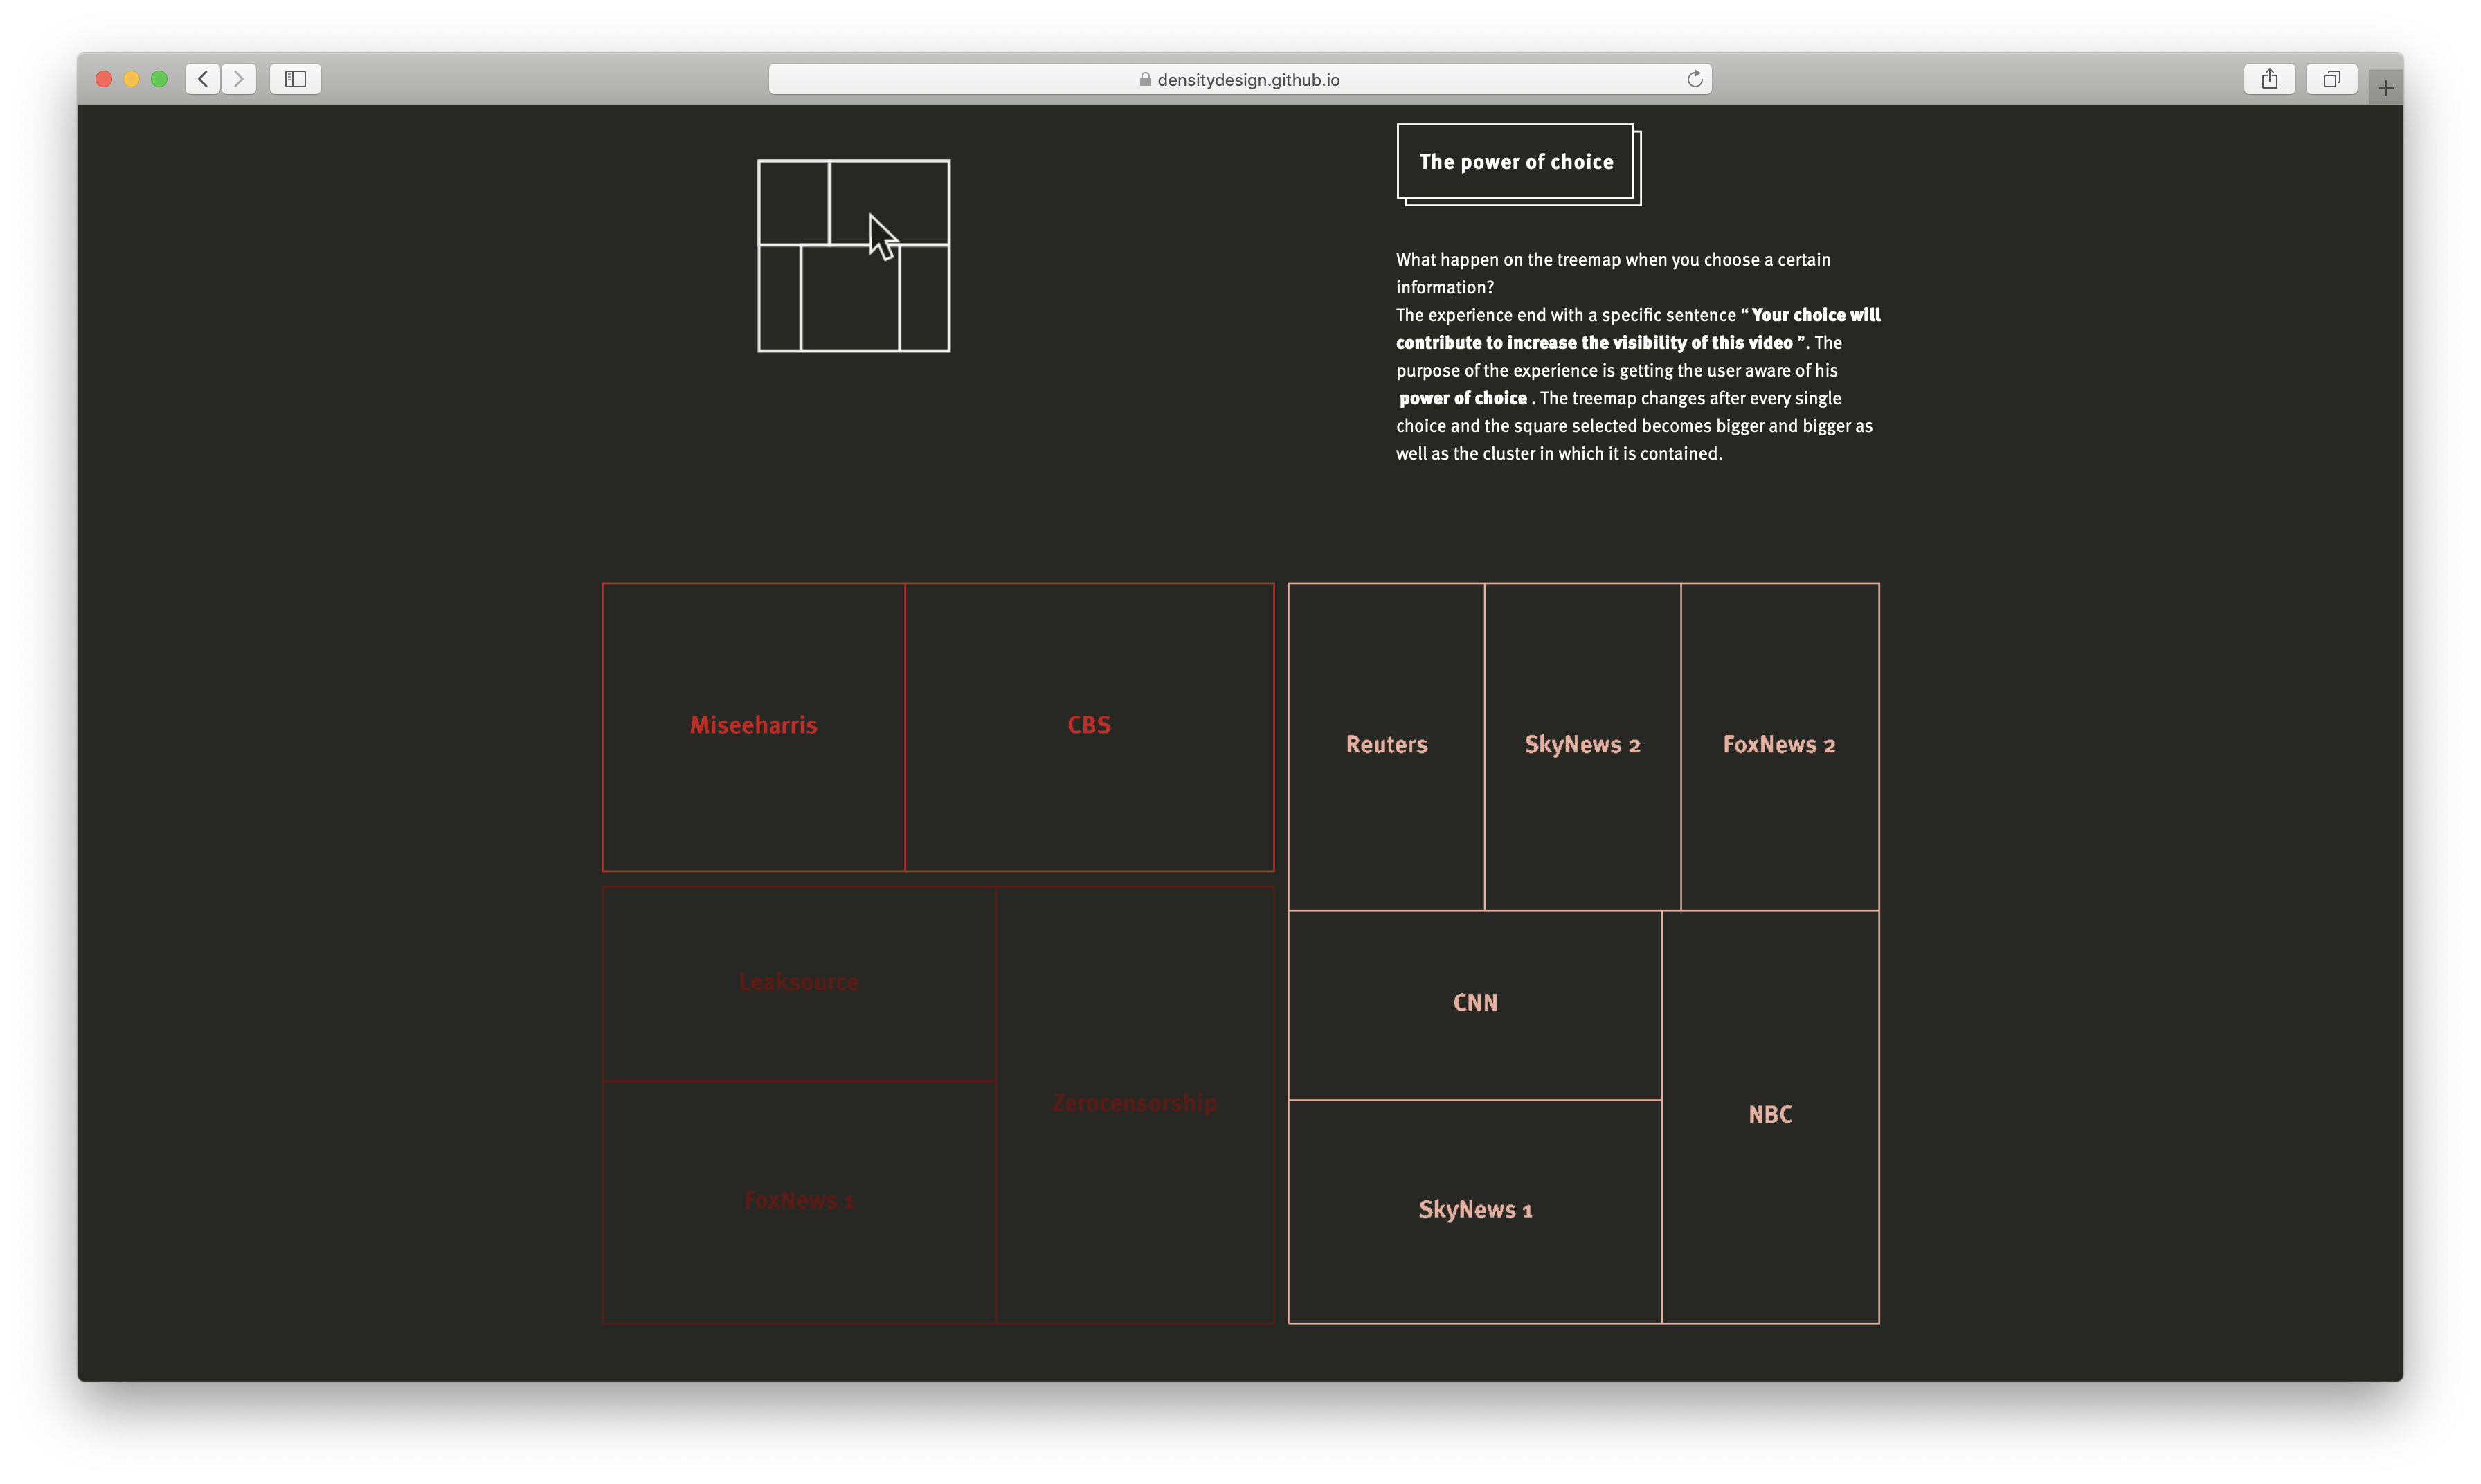 densitydesign.github.io
The power of choice
What happen on the treemap when you choose a certain
information?
The experience end with a specific sentence “ Your choice will
contribute to increase the visibility of this video ”. The
purpose of the experience is getting the user aware of his
power of choice . The treemap changes after every single
choice and the square selected becomes bigger and bigger as
well as the cluster in which it is contained.
Miseeharris
CBS
Reuters
SkyNews 2
FoxNews 2
Leaksource
Zerocensorship
FoxNews 1
CNN
NBC
SkyNews 1